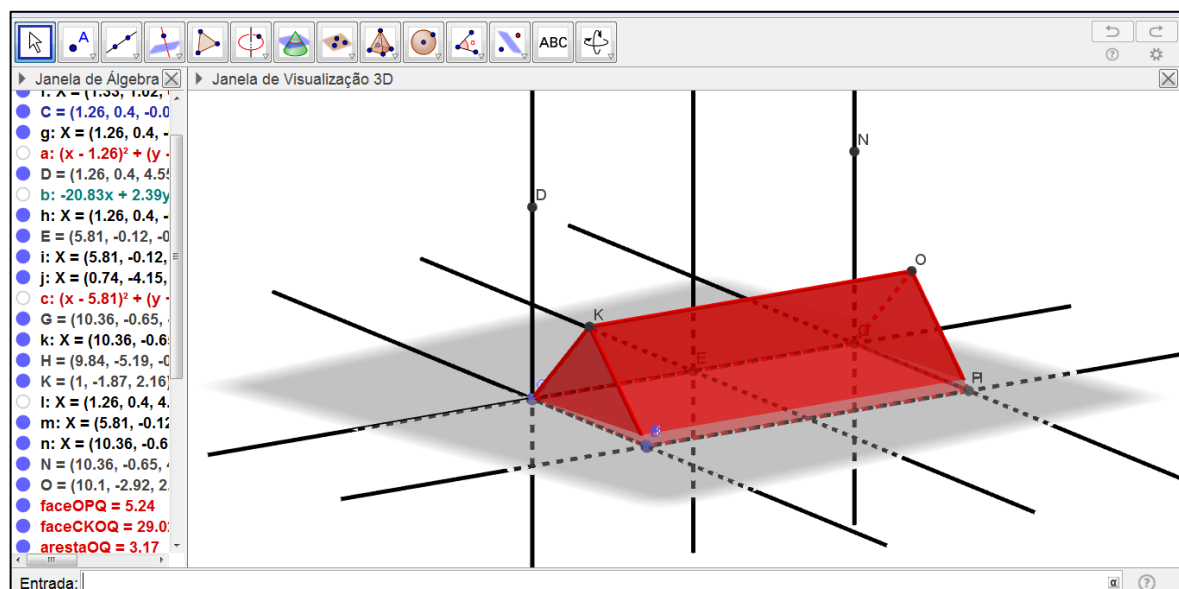 ABC
Janela de Álgebra
Janela de Visualização 3D
C = (1.26, 0.4, -0.0
g: X = (1.26, 0.4, -
a: (x - 1.26)² + (y -
D = (1.26, 0.4, 4.55
b: -20.83x + 2.39y
h: X = (1.26, 0.4, -
E = (5.81, -0.12, -0
i: X = (5.81, -0.12,
j: X = (0.74, -4.15,
c: (x - 5.81)² + (y -
G = (10.36, -0.65,
k: X = (10.36, -0.6
H = (9.84, -5.19, -0
K = (1, -1.87, 2.16)
l: X = (1.26, 0.4, 4.
m: X = (5.81, -0.12
n: X = (10.36, -0.6
N = (10.36, -0.65,
O = (10.1, -2.92, 2.
faceOPQ = 5.24
faceCKOQ = 29.0
arestaOQ = 3.17
N
D
O
K
E
Entrada:
α